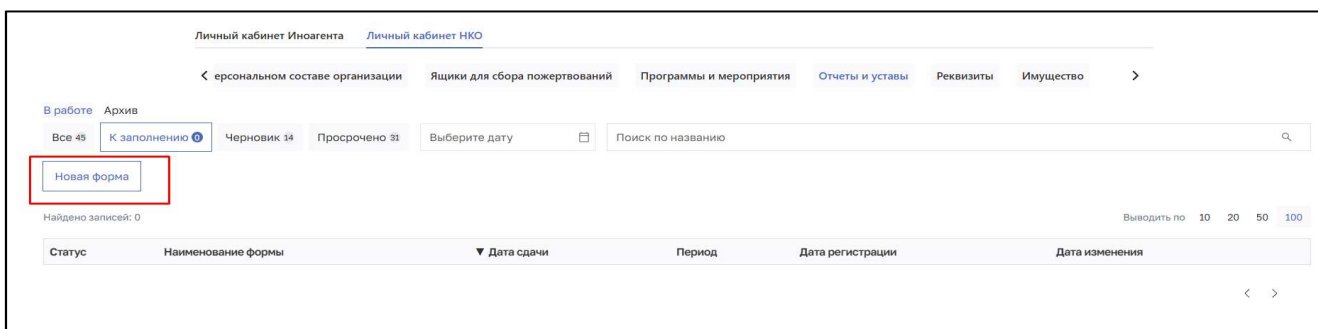 Личный кабинет Иноагента Личный кабинет НКО
ерсональном составе организации Ящики для сбора пожертвований Программы и мероприятия Отчеты и уставы Реквизиты Имущество
В работе Архив
Все 45 К заполнению 0 Черновик 14 Просрочено 31 Выберите дату Поиск по названию
Новая форма
Найдено записей: 0 Выводить по 10 20 50 100
Статус Наименование формы ▼ Дата сдачи Период Дата регистрации Дата изменения